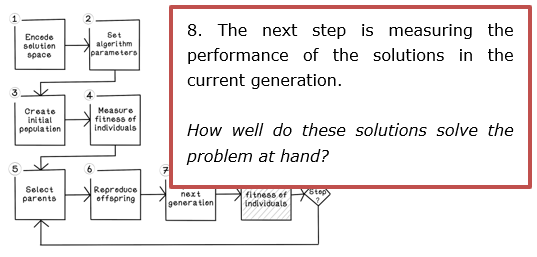 1
Encode
solution
space
2
Set
algorithm
parameters
3
Create
initial
population
4
Measure
fitness of
individuals
5
Select
parents
6
Reproduce
offspring
7
next
generation
fitness of
individuals
Stop
?
8. The next step is measuring the
performance of the solutions in the
current generation.
How well do these solutions solve the
problem at hand?